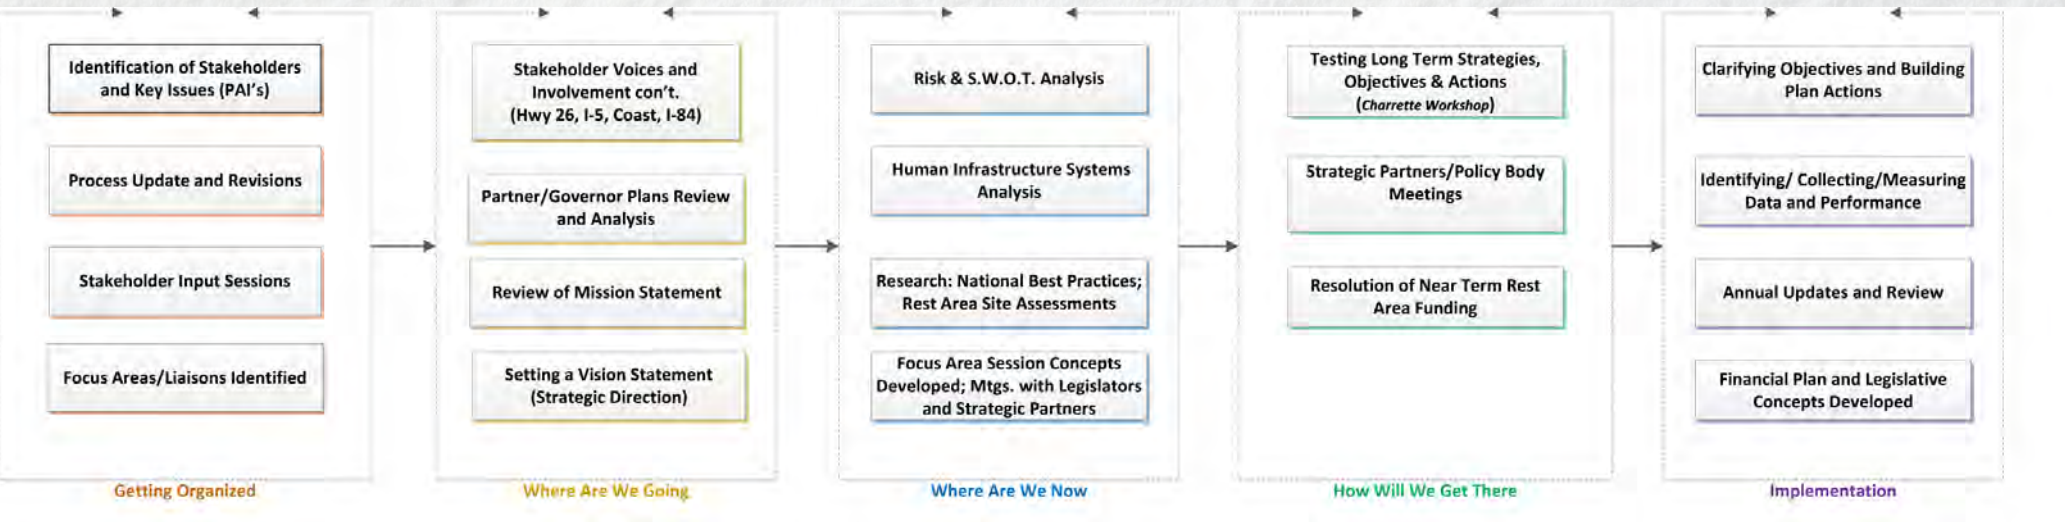 Identification of Stakeholders
and Key Issues (PAI's)
Process Update and Revisions
Stakeholder Input Sessions
Focus Areas/Liaisons Identified
Getting Organized
Stakeholder Voices and
Involvement con't.
(Hwy 26, I-5, Coast, I-84)
Partner/Governor Plans Review
and Analysis
Review of Mission Statement
Setting a Vision Statement
(Strategic Direction)
Where Are We Going
Risk & S.W.O.T. Analysis
Human Infrastructure Systems
Analysis
Research: National Best Practices;
Rest Area Site Assessments
Focus Area Session Concepts
Developed; Mtgs. with Legislators
and Strategic Partners
Where Are We Now
Testing Long Term Strategies,
Objectives & Actions
(Charrette Workshop)
Strategic Partners/Policy Body
Meetings
Resolution of Near Term Rest
Area Funding
How Will We Get There
Clarifying Objectives and Building
Plan Actions
Identifying/ Collecting/Measuring
Data and Performance
Annual Updates and Review
Financial Plan and Legislative
Concepts Developed
Implementation